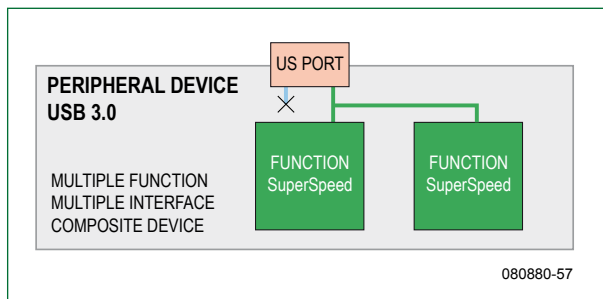 US PORT
PERIPHERAL DEVICE
USB 3.0
FUNCTION
SuperSpeed
FUNCTION
SuperSpeed
MULTIPLE FUNCTION
MULTIPLE INTERFACE
COMPOSITE DEVICE
080880-57